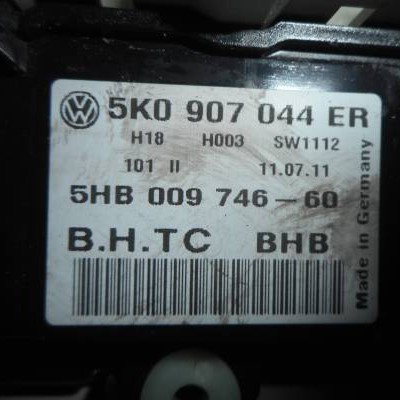 5K0 907 044 ER
H18 H003 SW1112
101 II 11.07.11
5HB 009 746-60
B.H.TC BHB
Made in Germany